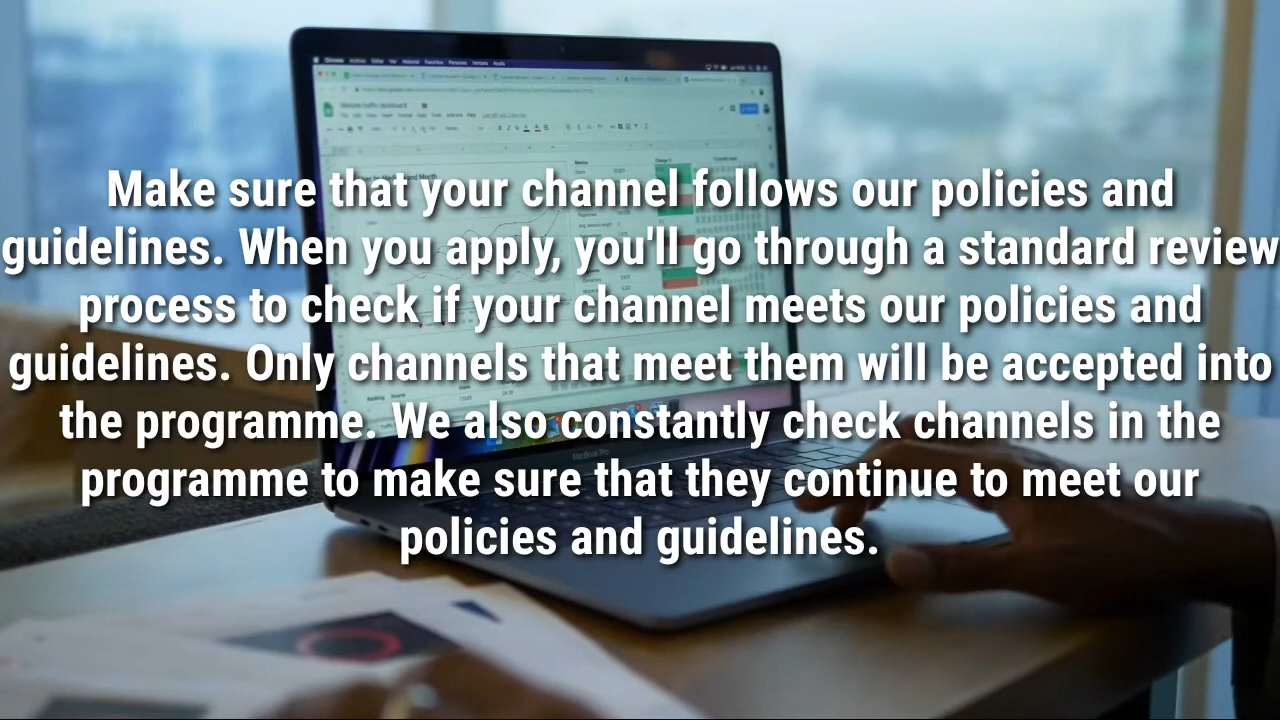 Make sure that your channel follows our policies and
guidelines. When you apply, you'll go through a standard review
process to check if your channel meets our policies and
guidelines. Only channels that meet them will be accepted into
the programme. We also constantly check channels in the
programme to make sure that they continue to meet our
policies and guidelines.
MacBook Pro